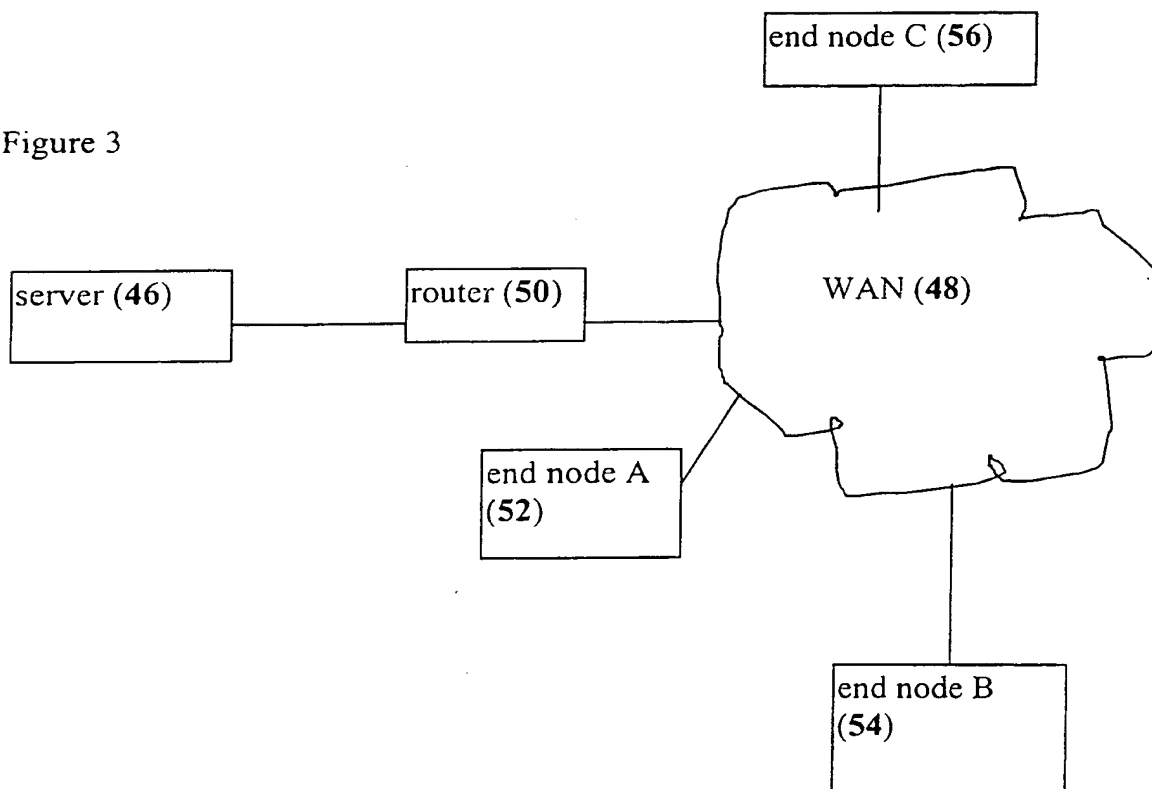 end node C (56)
Figure 3
server (46)
router (50)
WAN (48)
end node A
(52)
end node B
(54)